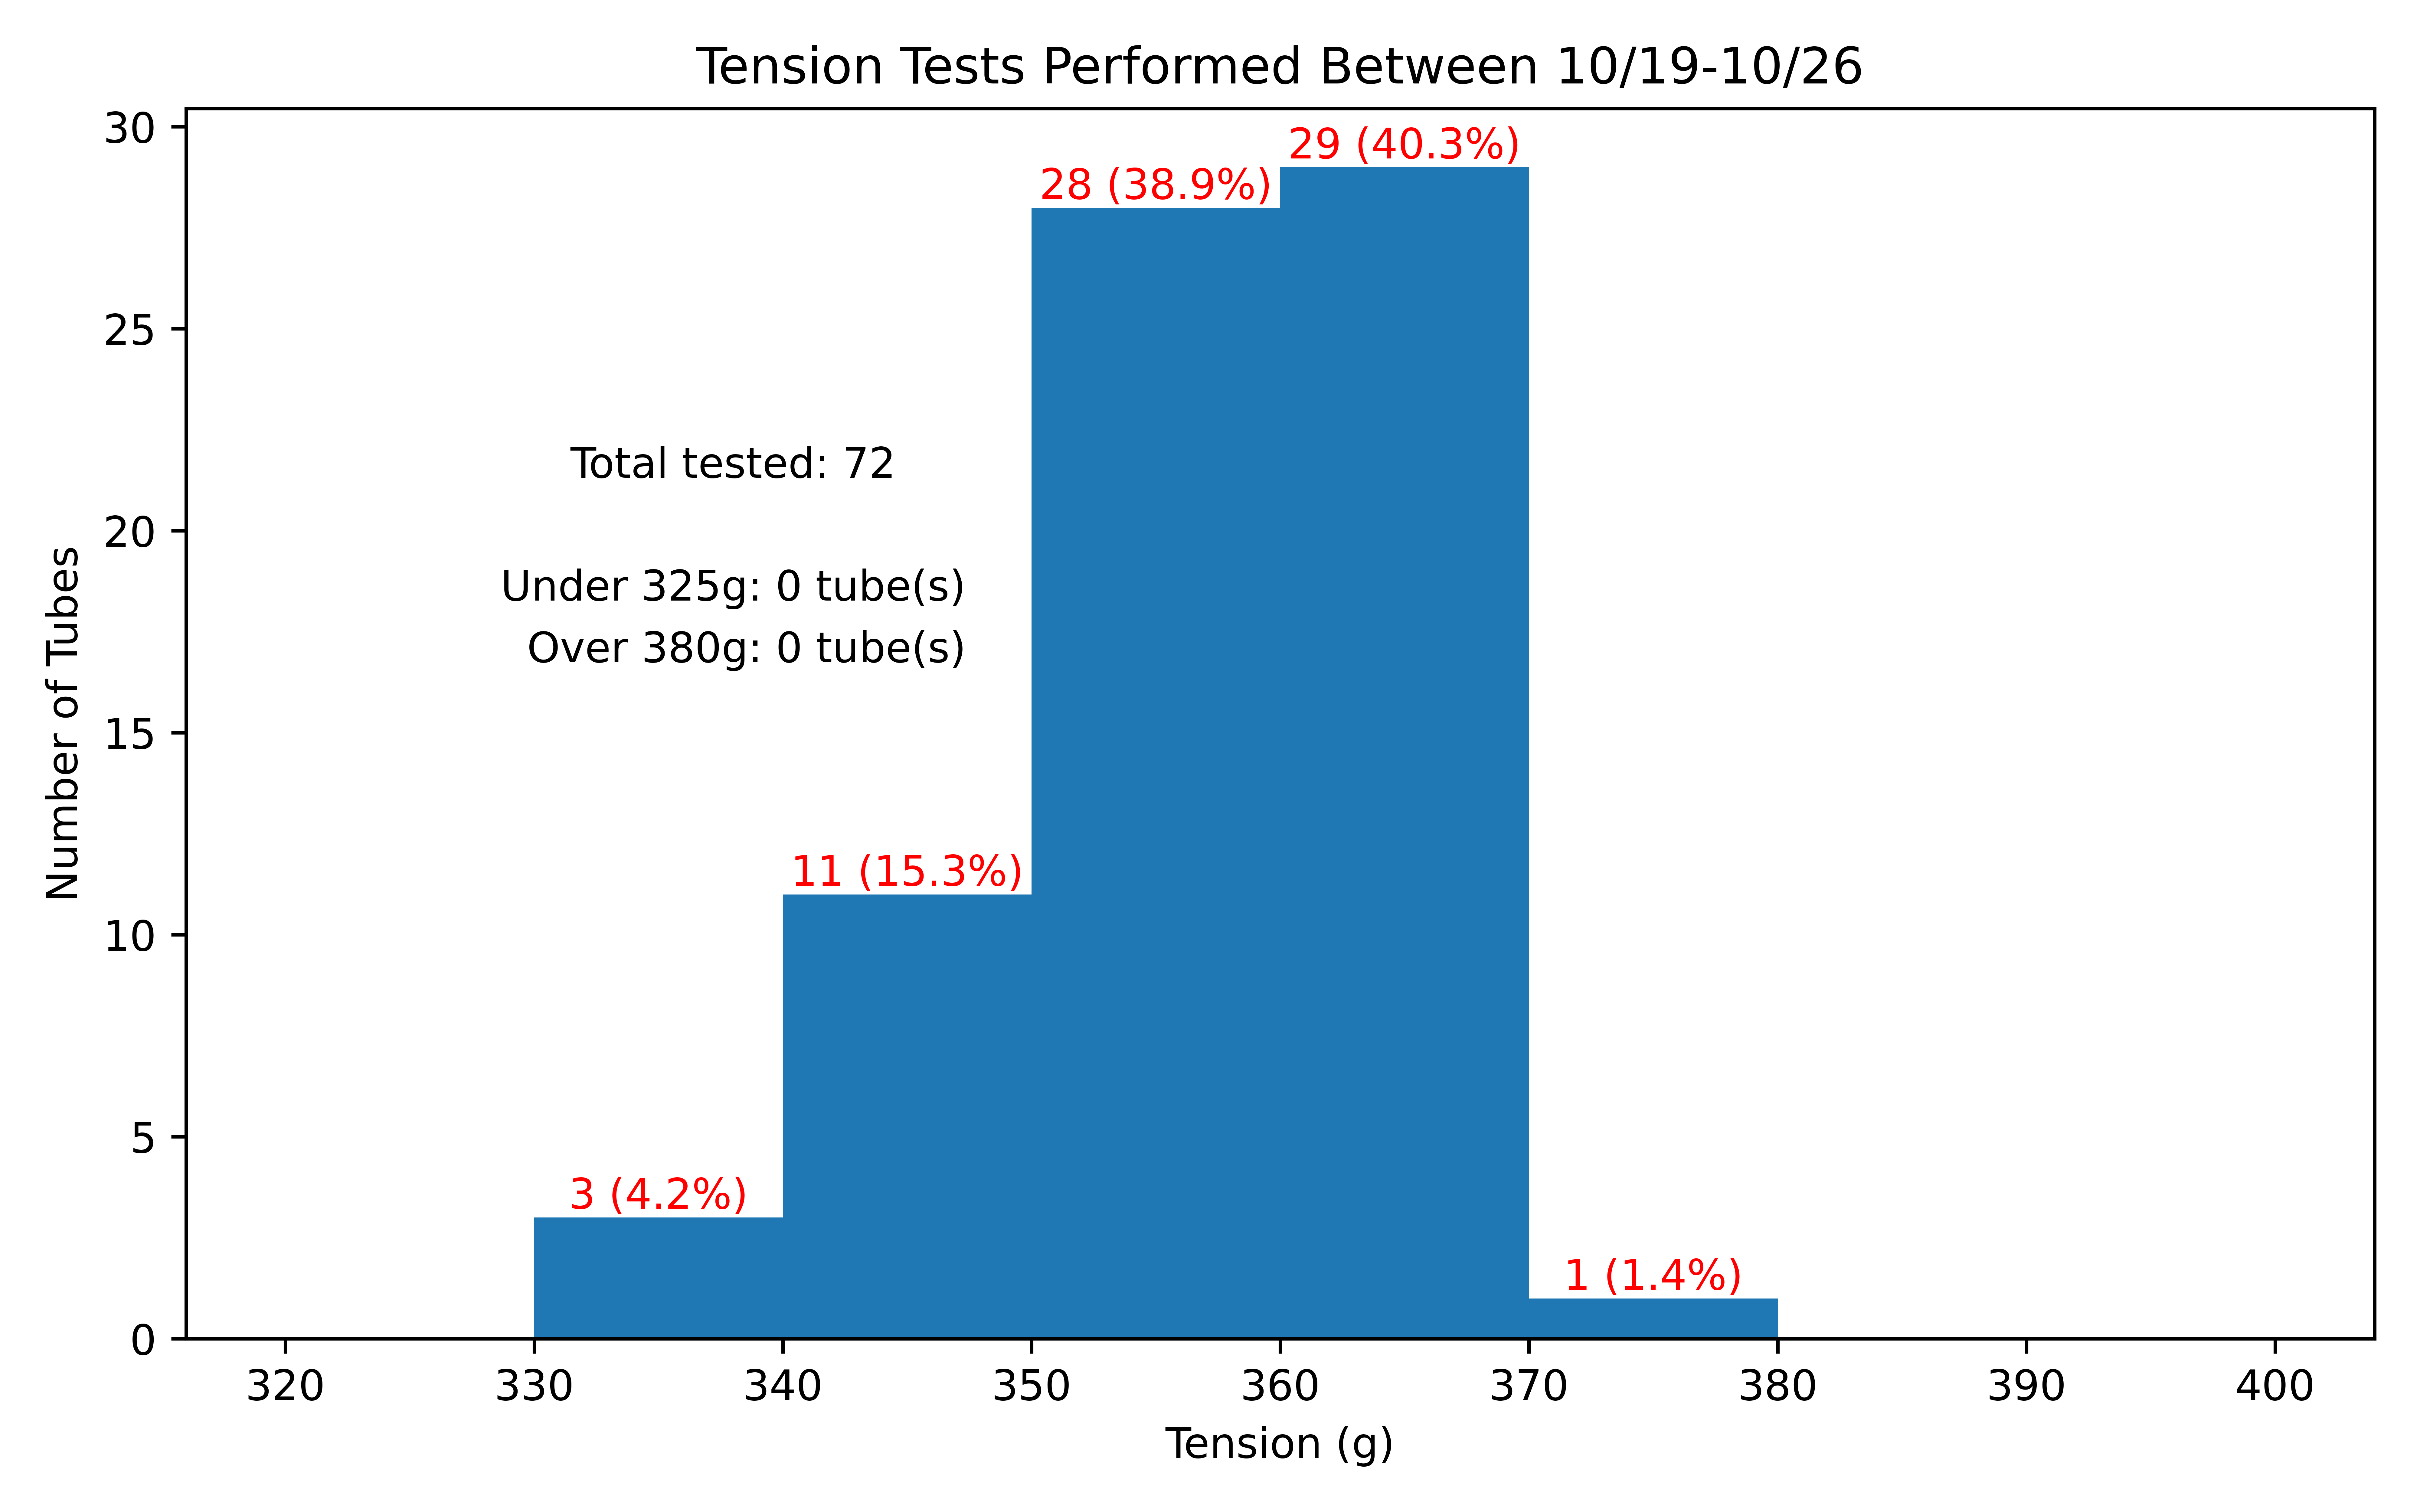 Tension Tests Performed Between 10/19-10/26
30
29 (40.3%)
28 (38.9%)
25
Total tested: 72
20
Under 325g: 0 tube(s)
Over 380g: 0 tube(s)
Number of Tubes
15
11 (15.3%)
10
5
3 (4.2%)
1 (1.4%)
0
320 330 340 350 360 370 380 390 400
Tension (g)